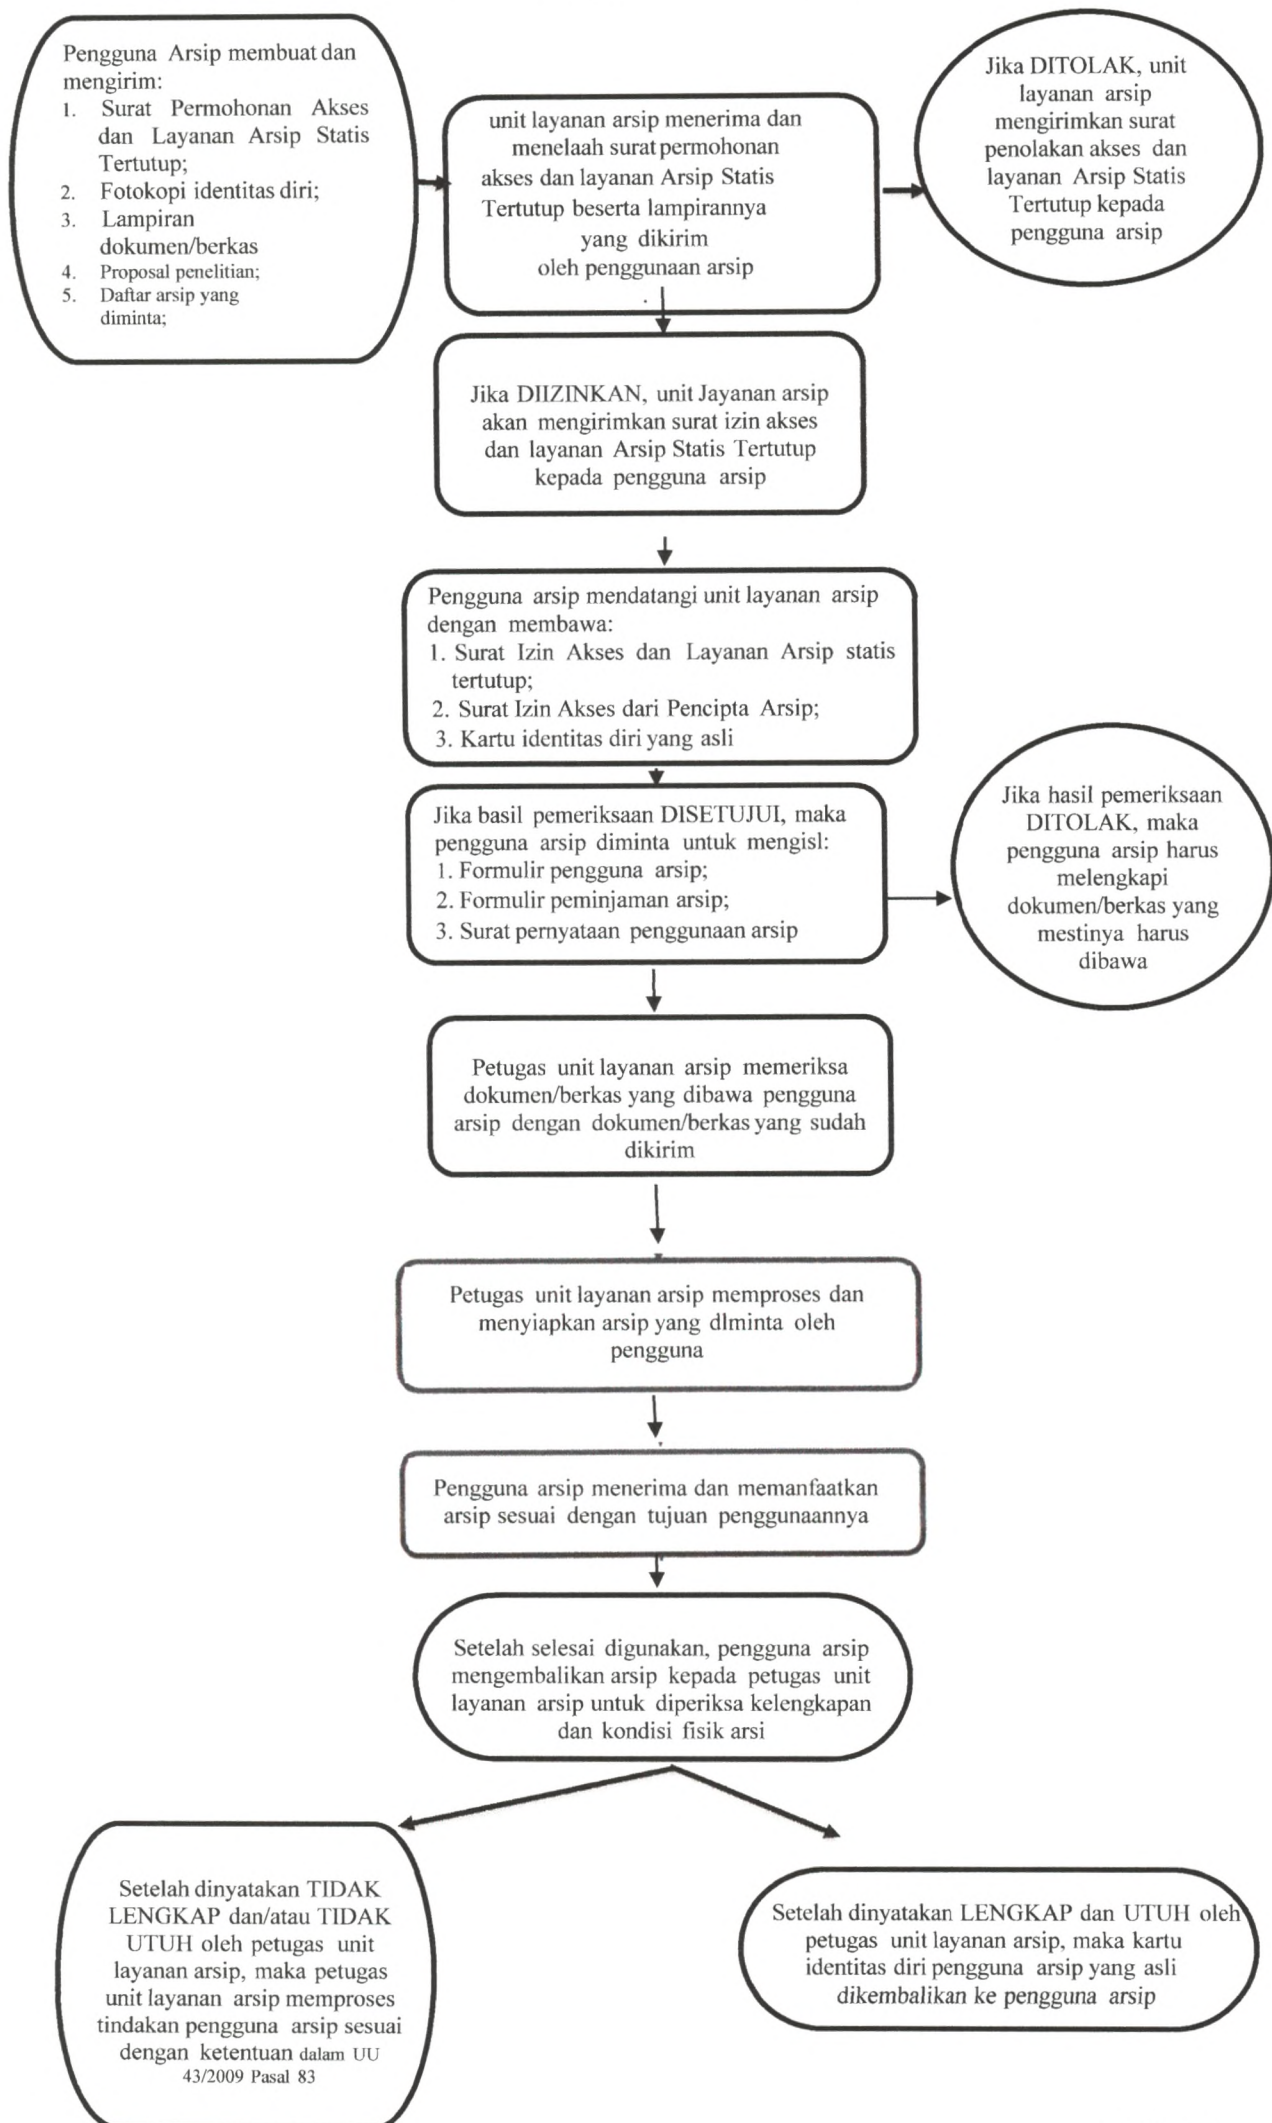 Pengguna Arsip membuat dan
mengirim:
1. Surat Permohonan Akses
dan Layanan Arsip Statis
Tertutup;
2. Fotokopi identitas diri;
3. Lampiran
dokumen/berkas
4. Proposal penelitian;
5. Daftar arsip yang
diminta;
unit layanan arsip menerima dan
menelaah surat permohonan
akses dan layanan Arsip Statis
Tertutup beserta lampirannya
yang dikirim
oleh penggunaan arsip
Jika DITOLAK, unit
layanan arsip
mengirimkan surat
penolakan akses dan
layanan Arsip Statis
Tertutup kepada
pengguna arsip
Jika DIIZINKAN, unit Jayanan arsip
akan mengirimkan surat izin akses
dan layanan Arsip Statis Tertutup
kepada pengguna arsip
Pengguna arsip mendatangi unit layanan arsip
dengan membawa:
1. Surat Izin Akses dan Layanan Arsip statis
tertutup;
2. Surat Izin Akses dari Pencipta Arsip;
3. Kartu identitas diri yang asli
Jika basil pemeriksaan DISETUJUI, maka
pengguna arsip diminta untuk mengisl:
1. Formulir pengguna arsip;
2. Formulir peminjaman arsip;
3. Surat pernyataan penggunaan arsip
Jika hasil pemeriksaan
DITOLAK, maka
pengguna arsip harus
melengkapi
dokumen/berkas yang
mestinya harus
dibawa
Petugas unit layanan arsip memeriksa
dokumen/berkas yang dibawa pengguna
arsip dengan dokumen/berkas yang sudah
dikirim
Petugas unit layanan arsip memproses dan
menyiapkan arsip yang dlminta oleh
pengguna
Pengguna arsip menerima dan memanfaatkan
arsip sesuai dengan tujuan penggunaannya
Setelah selesai digunakan, pengguna arsip
mengembalikan arsip kepada petugas unit
layanan arsip untuk diperiksa kelengkapan
dan kondisi fisik arsi
Setelah dinyatakan TIDAK
LENGKAP dan/atau TIDAK
UTUH oleh petugas unit
layanan arsip, maka petugas
unit layanan arsip memproses
tindakan pengguna arsip sesuai
dengan ketentuan dalam UU
43/2009 Pasal 83
Setelah dinyatakan LENGKAP dan UTUH oleh
petugas unit layanan arsip, maka kartu
identitas diri pengguna arsip yang asli
dikembalikan ke pengguna arsip